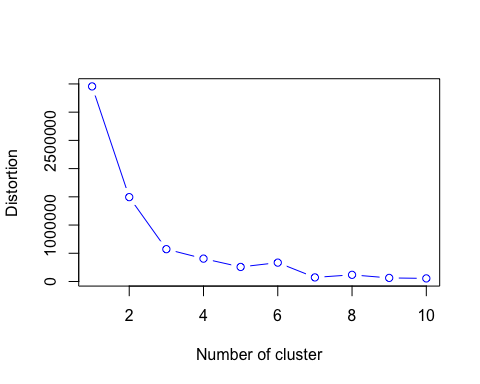 Distortion
2500000
1000000
0
2 4 6 8 10
Number of cluster